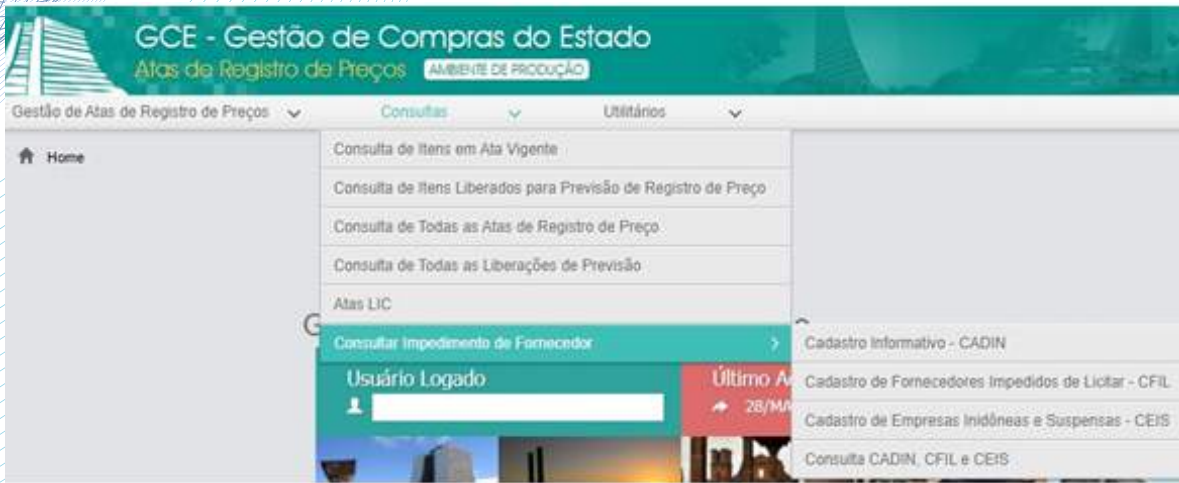 GCE - Gestão de Compras do Estado
Atas de Registro de Preços AMBIENTE DE PRODUÇÃO
Gestão de Atas de Registro de Preços Consultas Utilitários
Home
Consulta de Itens em Ata Vigente
Consulta de Itens Liberados para Previsão de Registro de Preço
Consulta de Todas as Atas de Registro de Preço
Consulta de Todas as Liberações de Previsão
Atas LIC
G
Consultar Impedimento de Fornecedor
Cadastro Informativo - CADIN
Cadastro de Fornecedores Impedidos de Licitar - CFIL
Cadastro de Empresas Inidôneas e Suspensas - CEIS
Consulta CADIN, CFIL e CEIS
Usuário Logado
Último A
28/MA